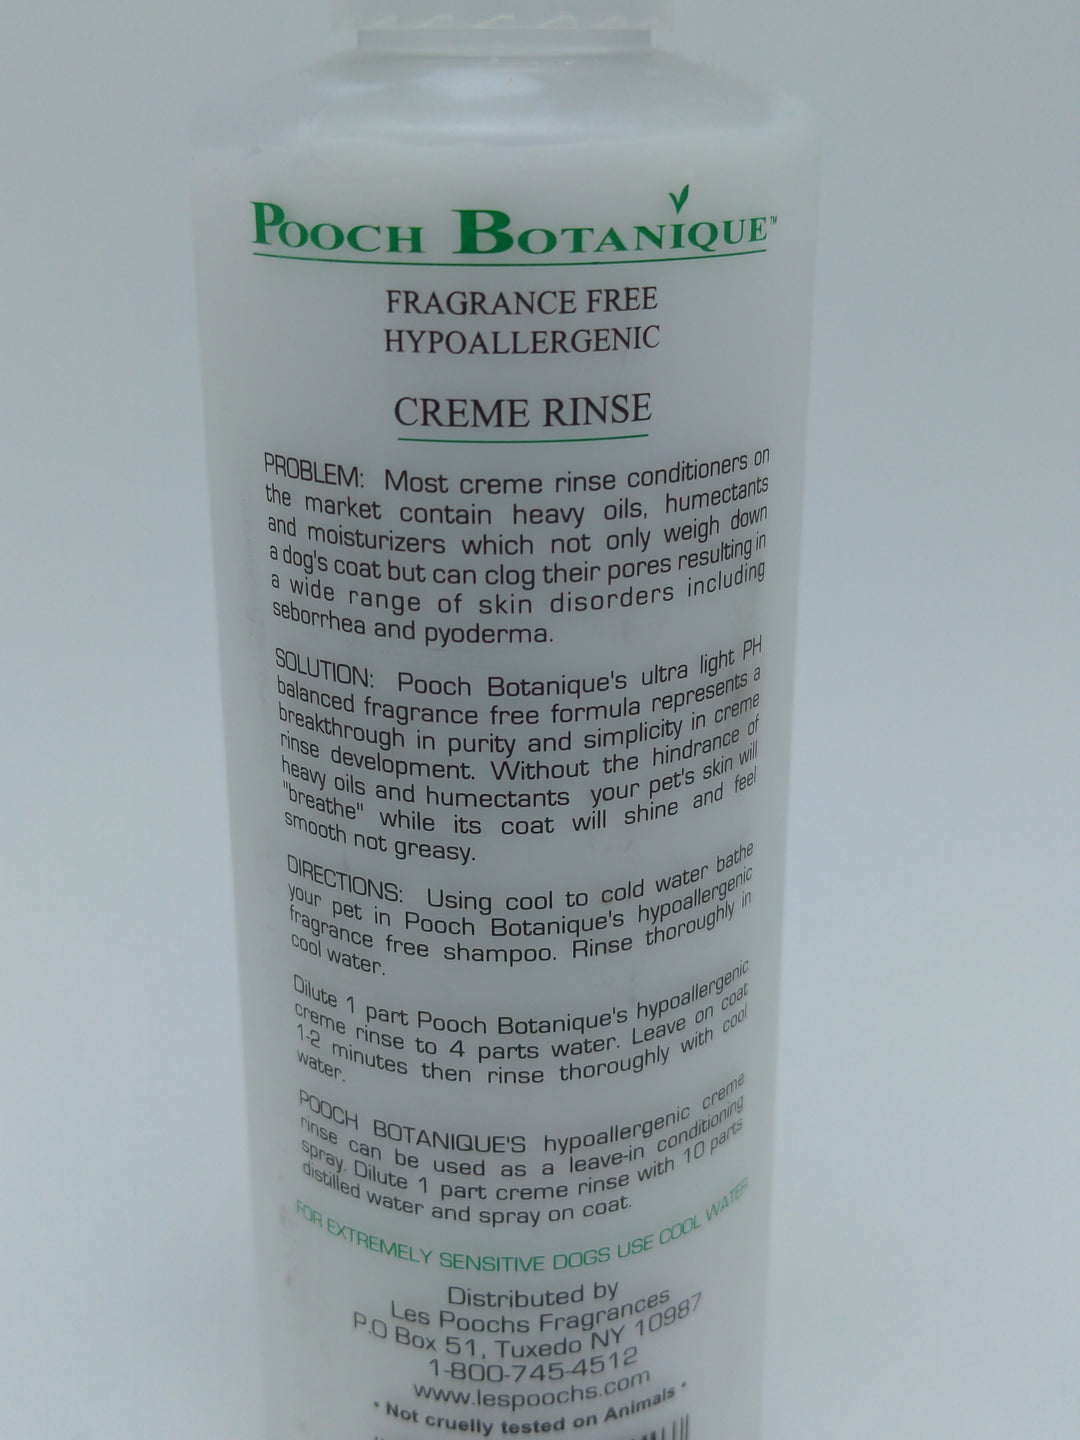 POOCH BOTANIQUE™
FRAGRANCE FREE
HYPOALLERGENIC
CREME RINSE
PROBLEM: Most creme rinse conditioners on
the market contain heavy oils, humectants
and moisturizers which not only weigh down
a dog's coat but can clog their pores resulting in
a wide range of skin disorders including
seborrhea and pyoderma.
SOLUTION: Pooch Botanique's ultra light PH
balanced fragrance free formula represents a
breakthrough in purity and simplicity in creme
rinse development. Without the hindrance of
heavy oils and humectants your pet's skin will
"breathe" while its coat will shine and feel
smooth not greasy.
DIRECTIONS: Using cool to cold water bathe
your pet in Pooch Botanique's hypoallergenic
fragrance free shampoo. Rinse thoroughly in
cool water.
Dilute 1 part Pooch Botanique's hypoallergenic
creme rinse to 4 parts water. Leave on coat
1-2 minutes then rinse thoroughly with cool
water.
POOCH BOTANIQUE'S hypoallergenic creme
rinse can be used as a leave-in conditioning
spray. Dilute 1 part creme rinse with 10 parts
distilled water and spray on coat.
FOR EXTREMELY SENSITIVE DOGS USE COOL WATER
Distributed by
Les Poochs Fragrances
P.O Box 51, Tuxedo NY 10987
1-800-745-4512
www.lespoochs.com
• Not cruelly tested on Animals •